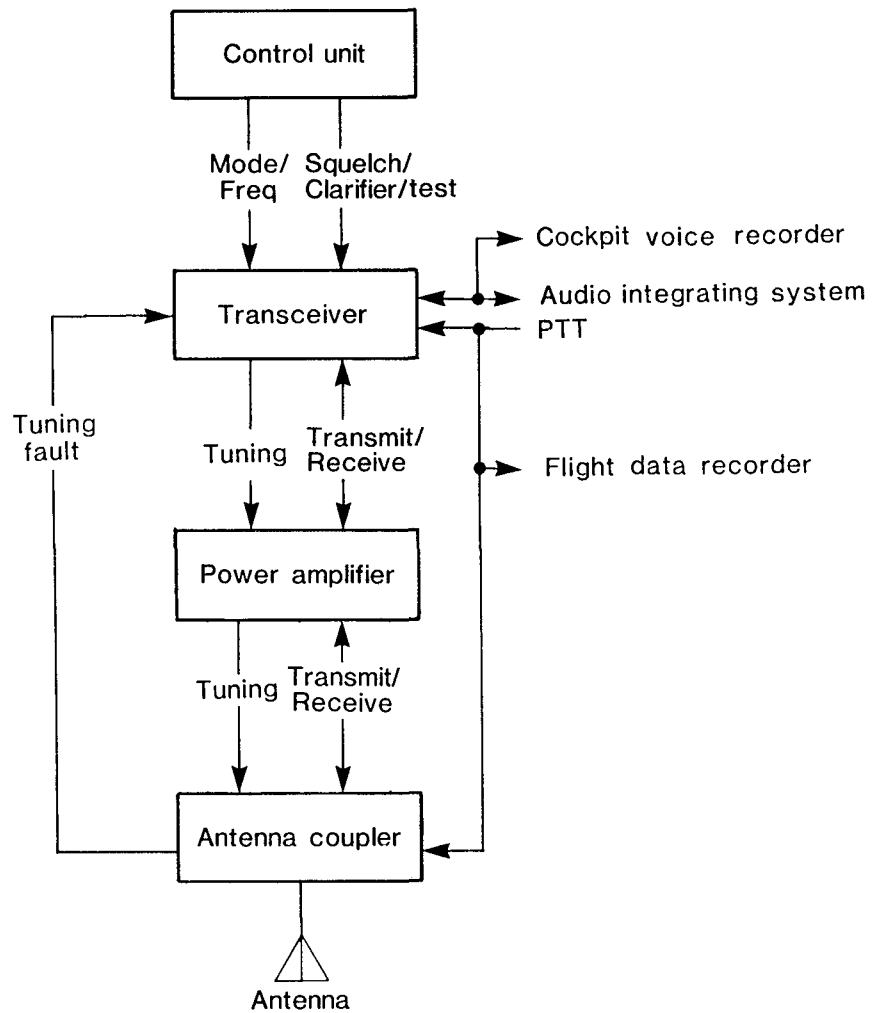 Control unit
Mode/
Freq
Squelch/
Clarifier/test
Cockpit voice recorder
Audio integrating system
Transceiver
PTT
Tuning
fault
Tuning
Transmit/
Receive
Flight data recorder
Power amplifier
Tuning
Transmit/
Receive
Antenna coupler
Antenna